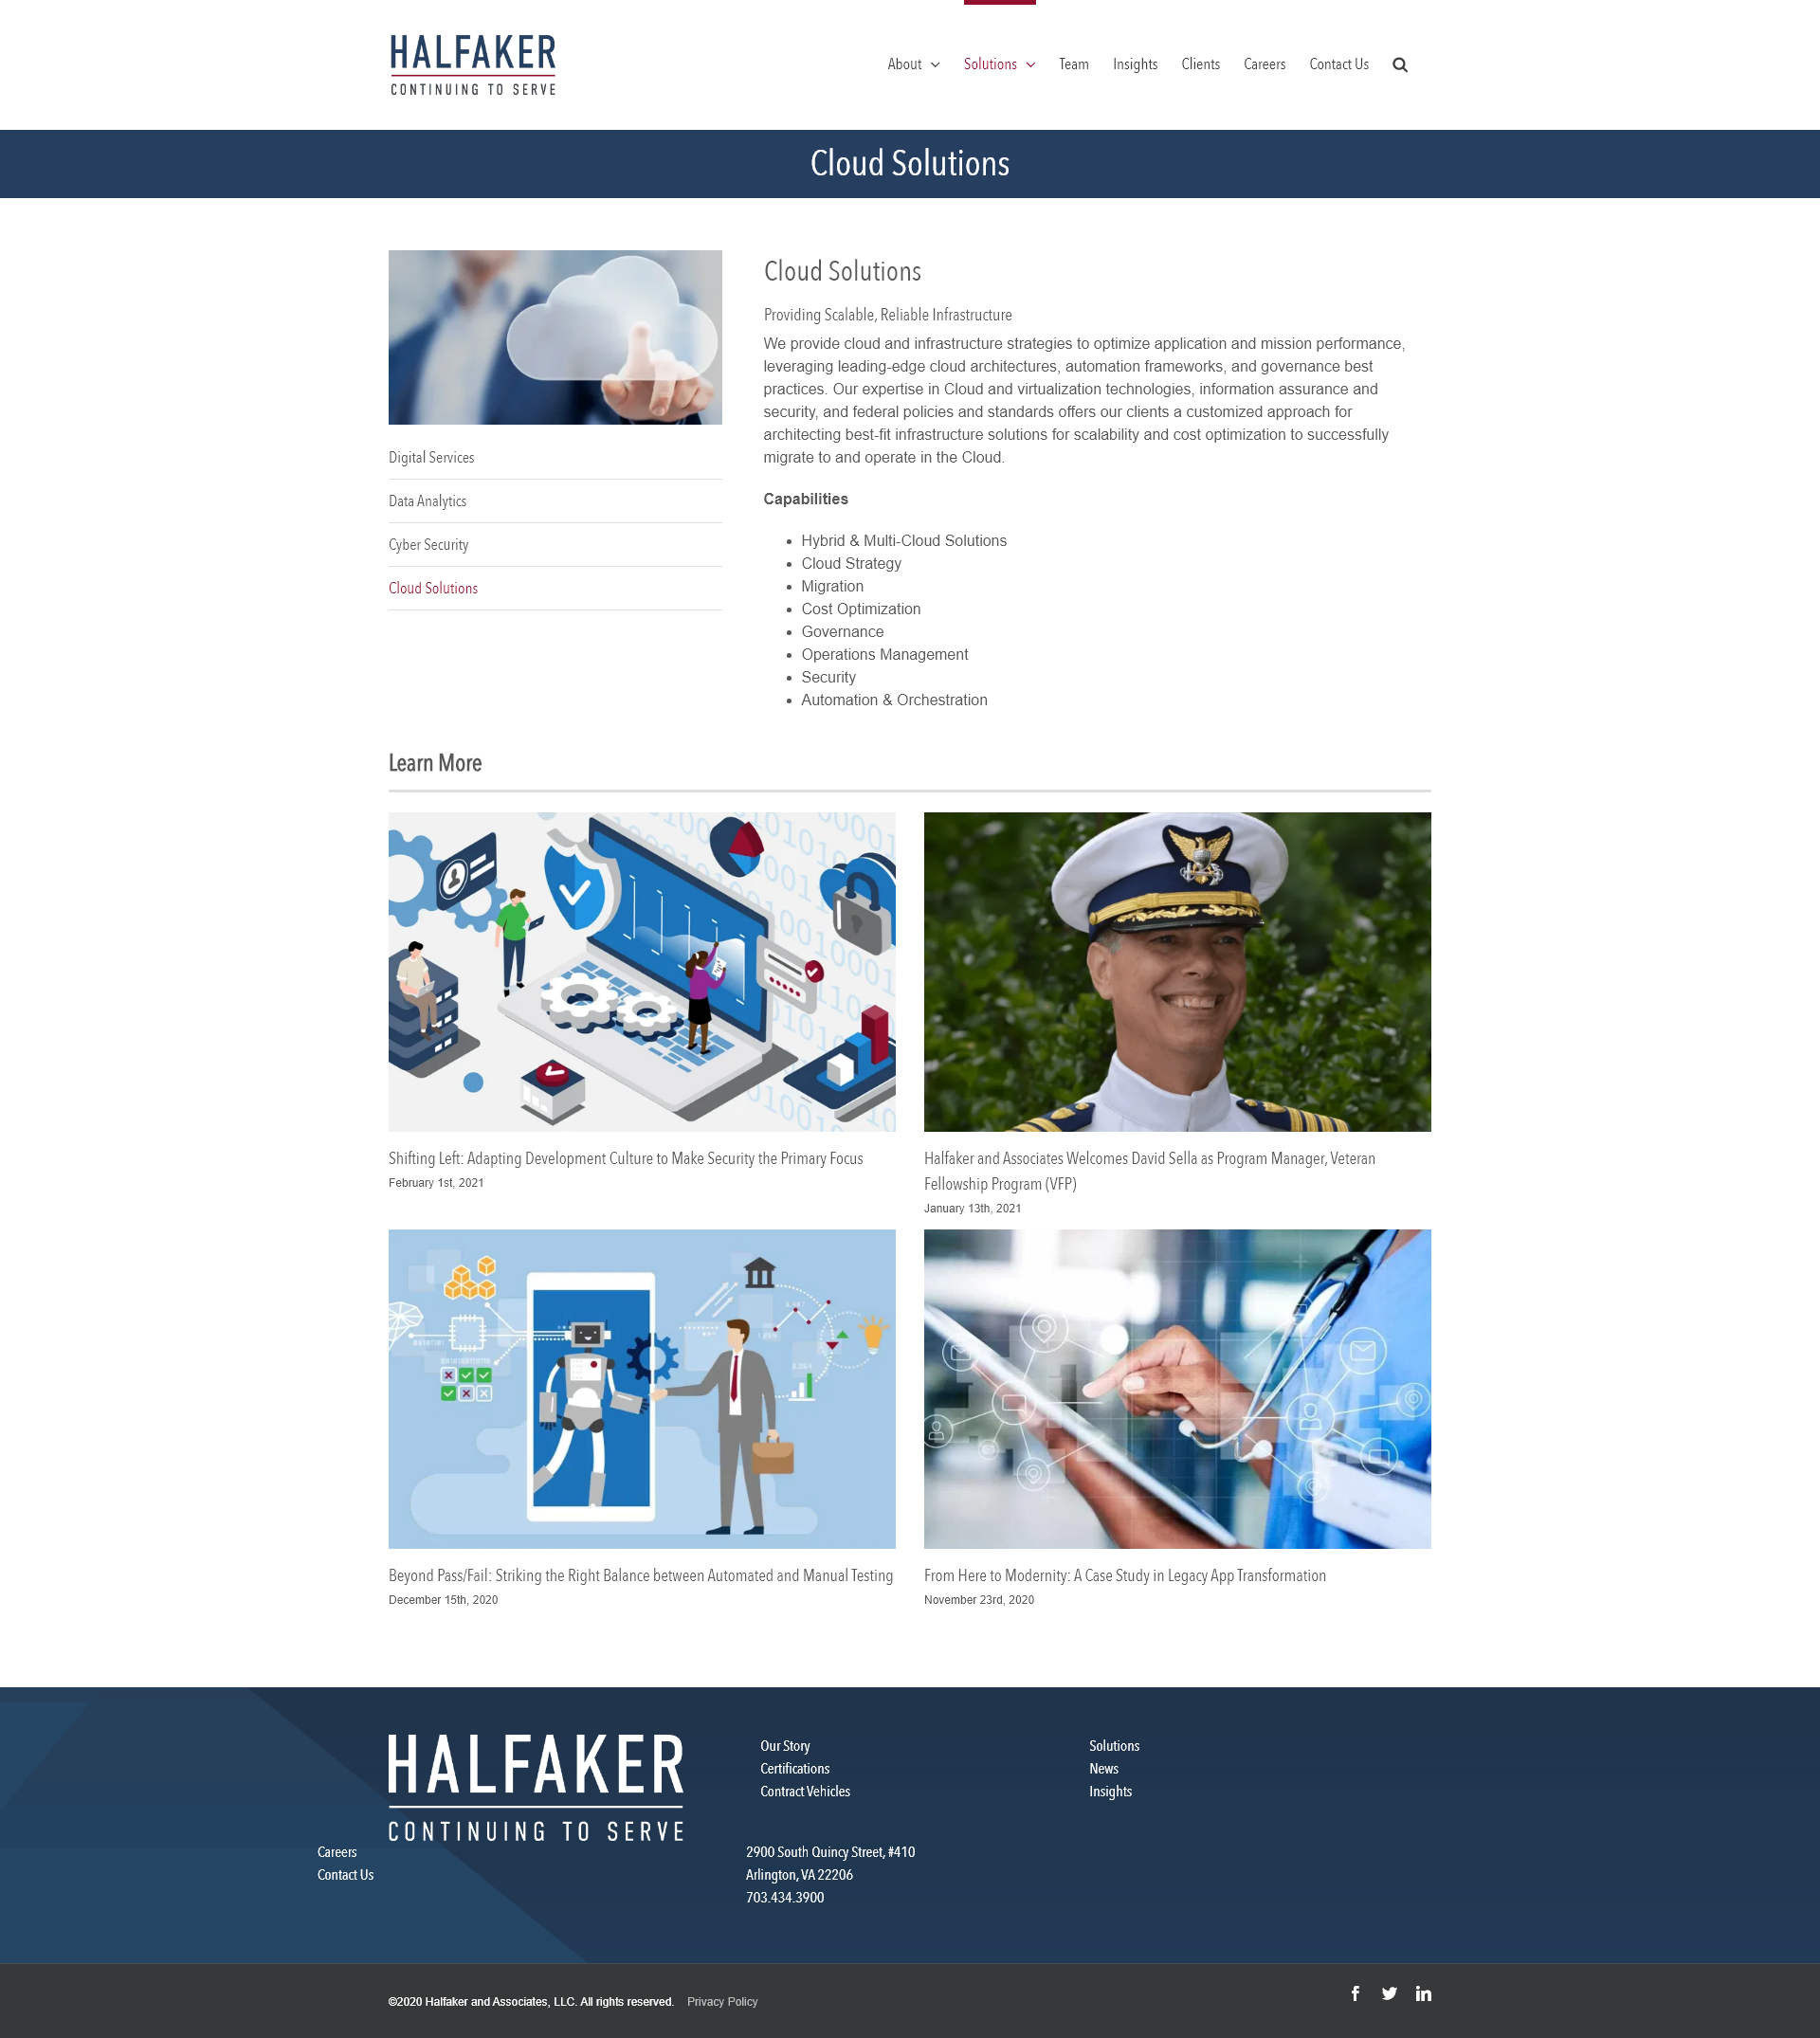 HALFAKER
CONTINUING TO SERVE
About
Solutions
Team
Insights
Clients
Careers
Contact Us
Cloud Solutions
Digital Services
Data Analytics
Cyber Security
Cloud Solutions
Cloud Solutions
Providing Scalable, Reliable Infrastructure
We provide cloud and infrastructure strategies to optimize application and mission performance,
leveraging leading-edge cloud architectures, automation frameworks, and governance best
practices. Our expertise in Cloud and virtualization technologies, information assurance and
security, and federal policies and standards offers our clients a customized approach for
architecting best-fit infrastructure solutions for scalability and cost optimization to successfully
migrate to and operate in the Cloud.
Capabilities
• Hybrid & Multi-Cloud Solutions
• Cloud Strategy
• Migration
• Cost Optimization
• Governance
• Operations Management
• Security
• Automation & Orchestration
Learn More
Shifting Left: Adapting Development Culture to Make Security the Primary Focus
February 1st, 2021
Halfaker and Associates Welcomes David Sella as Program Manager, Veteran
Fellowship Program (VFP)
January 13th, 2021
Beyond Pass/Fail: Striking the Right Balance between Automated and Manual Testing
December 15th, 2020
From Here to Modernity: A Case Study in Legacy App Transformation
November 23rd, 2020
HALFAKER
CONTINUING TO SERVE
Our Story
Certifications
Contract Vehicles
Solutions
News
Insights
Careers
Contact Us
2900 South Quincy Street, #410
Arlington, VA 22206
703.434.3900
©2020 Halfaker and Associates, LLC. All rights reserved. Privacy Policy